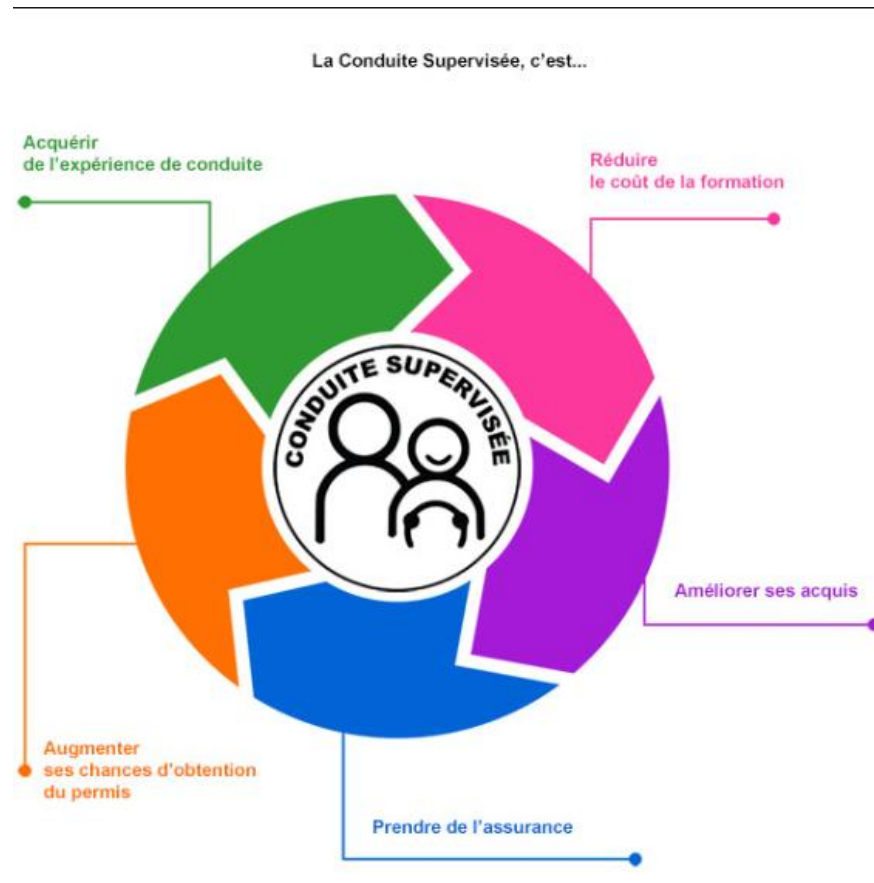 La Conduite Supervisée, c'est...
Acquérir
de l'expérience de conduite
Réduire
le coût de la formation
CONDUITE SUPERVISÉE
Améliorer ses acquis
Augmenter
ses chances d'obtention
du permis
Prendre de l'assurance